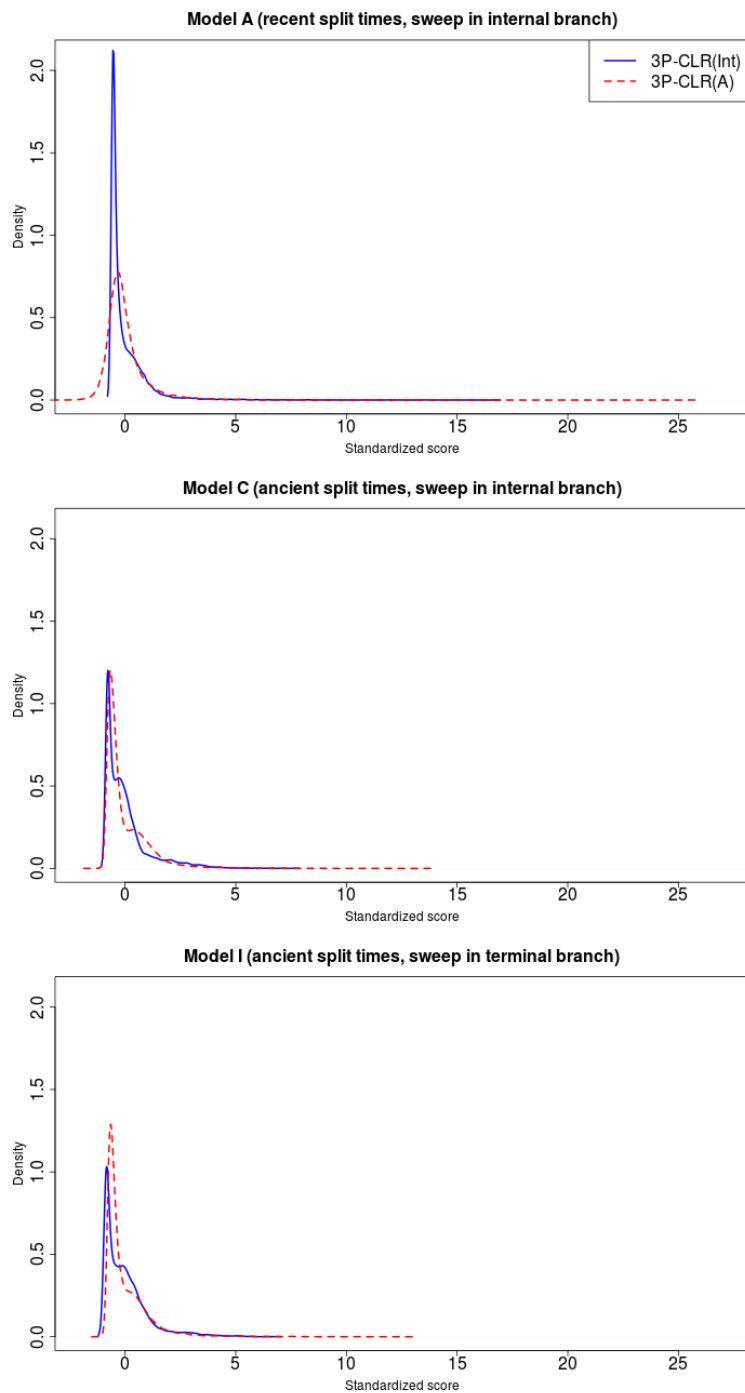 Model A (recent split times, sweep in internal branch)
3P-CLR(Int)
3P-CLR(A)
Density
0.0 0.5 1.0 1.5 2.0
0 5 10 15 20 25
Standardized score
Model C (ancient split times, sweep in internal branch)
Density
0.0 0.5 1.0 1.5 2.0
0 5 10 15 20 25
Standardized score
Model I (ancient split times, sweep in terminal branch)
Density
0.0 0.5 1.0 1.5 2.0
0 5 10 15 20 25
Standardized score